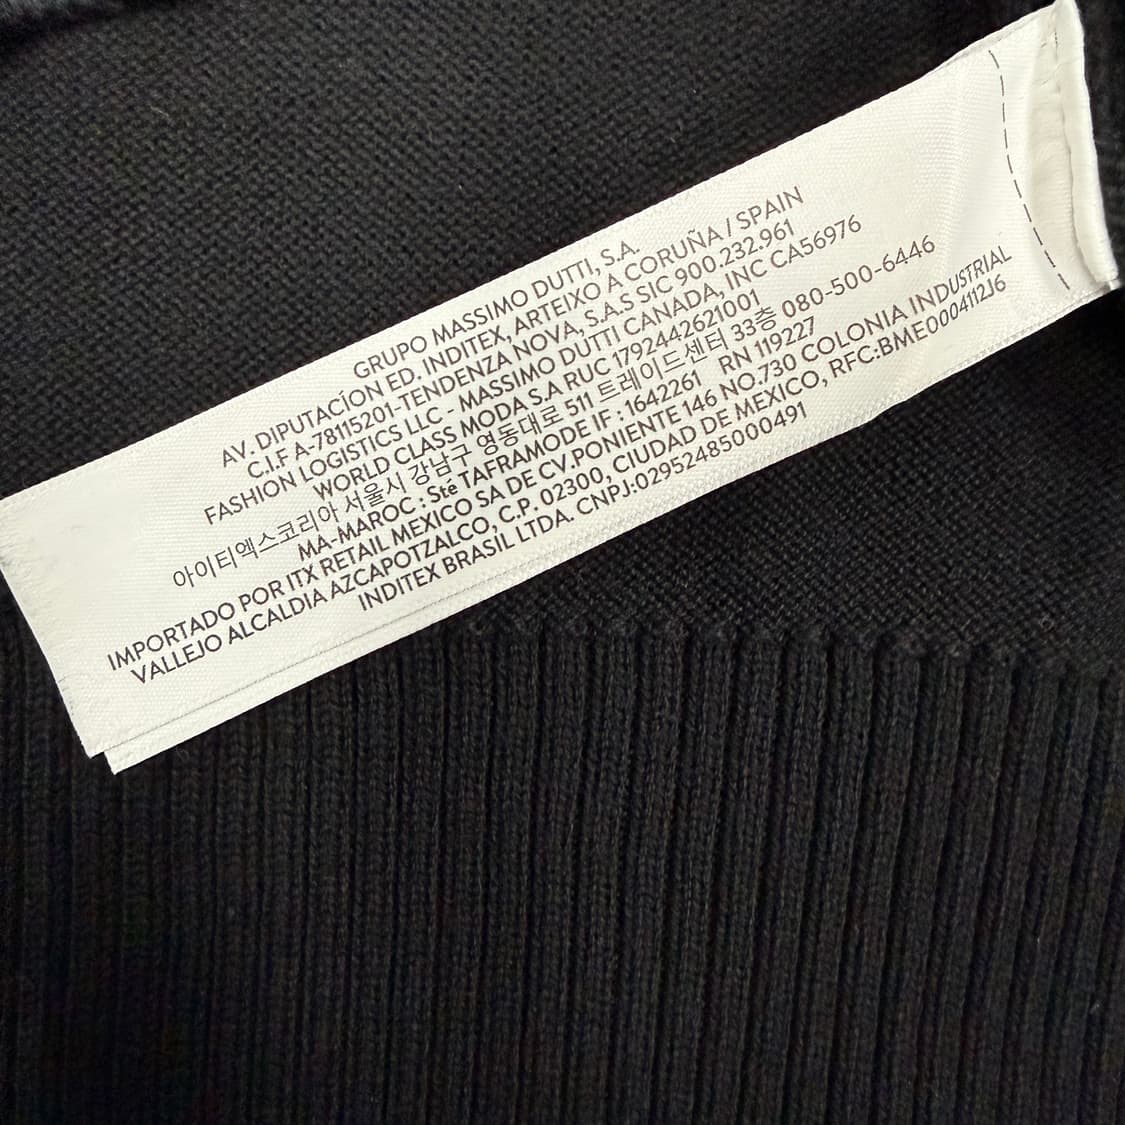 GRUPO MASSIMO DUTTI, S.A.
AV. DIPUTACÍON ED. INDITEX, ARTEIXO A CORUÑA / SPAIN
C.I.F A-78115201-TENDENZA NOVA, S.A.S SIC 900.232.961
FASHION LOGISTICS LLC - MASSIMO DUTTI CANADA, INC CA56976
WORLD CLASS MODA S.A RUC 1792442621001
아이티엑스코리아 서울시 강남구 영동대로 511 트레이드센터 33층 080-500-6446
MA-MAROC : Sté TAFRAMODE IF : 1642261 RN 119227
IMPORTADO POR ITX RETAIL MEXICO SA DE CV.PONIENTE 146 NO.730 COLONIA INDUSTRIAL
VALLEJO ALCALDIA AZCAPOTZALCO, C.P. 02300, CIUDAD DE MEXICO, RFC:BME0004112J6
INDITEX BRASIL LTDA. CNPJ:02952485000491